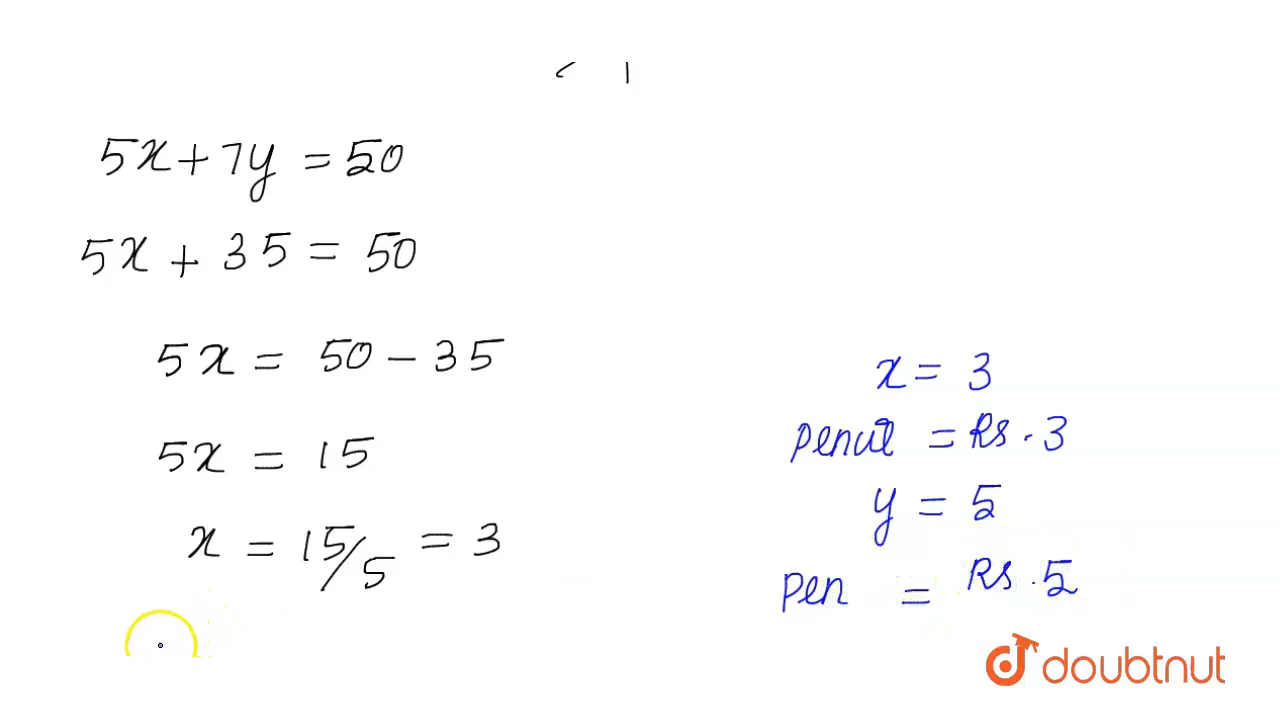 5x+7y = 50
5x + 35 = 50
5x = 50 - 35
5x = 15
x = 15/5 = 3
x = 3
pencil = Rs. 3
y = 5
pen = Rs. 5
doubtnut